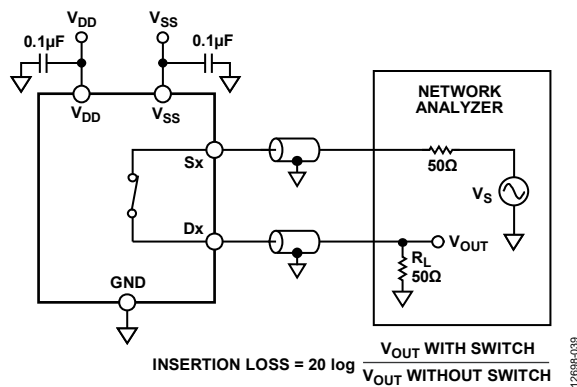 VDD
VSS
0.1µF
0.1µF
VDD
VSS
NETWORK
ANALYZER
Sx
50Ω
VS
Dx
VOUT
RL
50Ω
GND
INSERTION LOSS = 20 log VOUT WITH SWITCH
VOUT WITHOUT SWITCH
12698-039